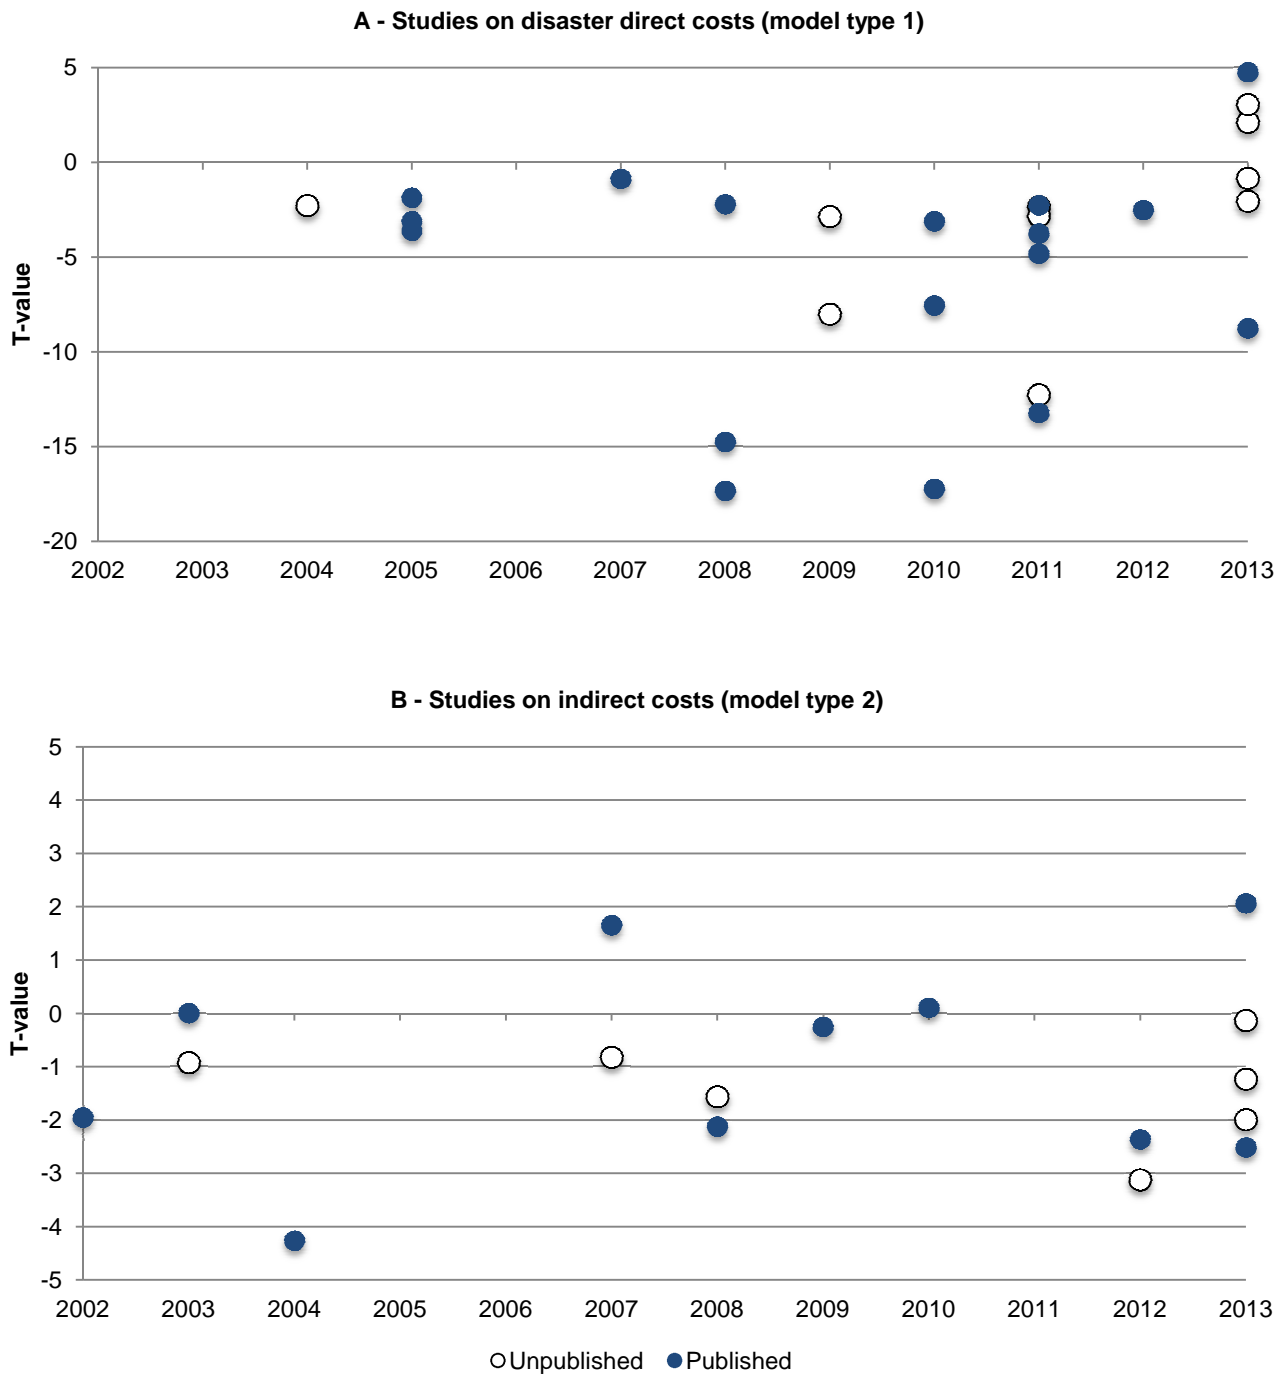 A - Studies on disaster direct costs (model type 1)
5
0
-5
-10
-15
-20
T-value
2002 2003 2004 2005 2006 2007 2008 2009 2010 2011 2012 2013
B - Studies on indirect costs (model type 2)
5
4
3
2
1
0
-1
-2
-3
-4
-5
T-value
2002 2003 2004 2005 2006 2007 2008 2009 2010 2011 2012 2013
Unpublished Published